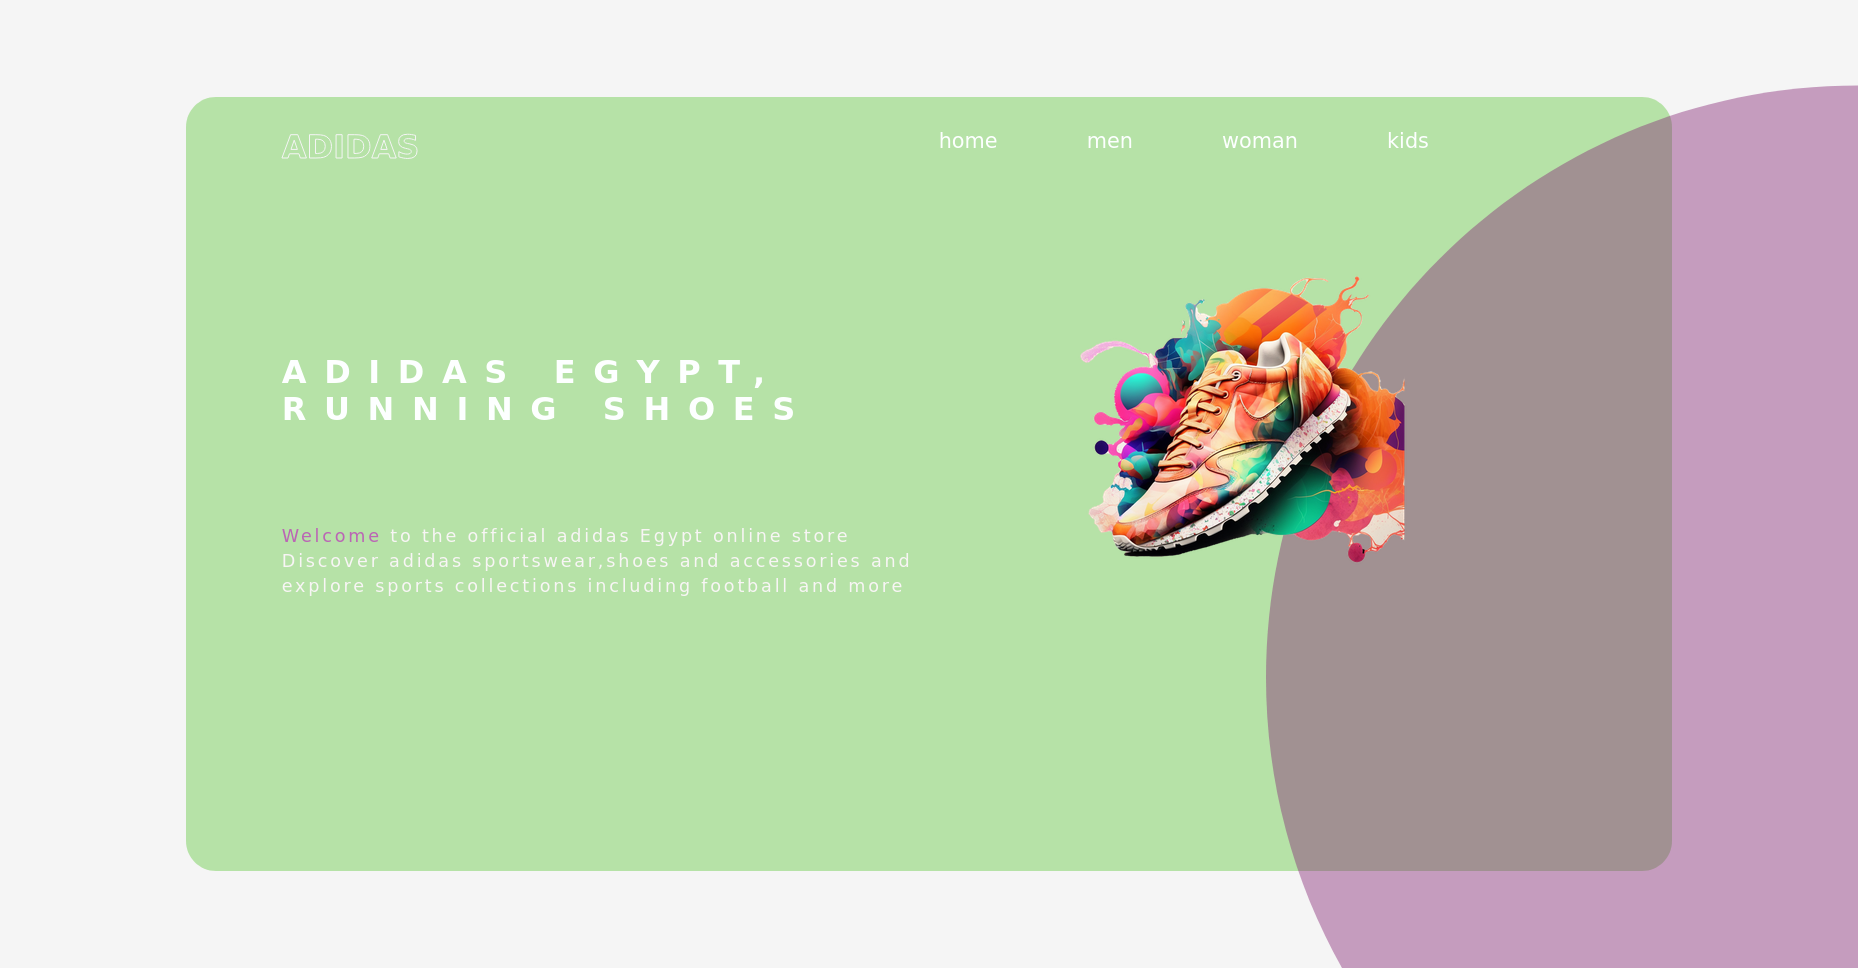 ADIDAS
home
men
woman
kids
ADIDAS EGYPT,
RUNNING SHOES
Welcome to the official adidas Egypt online store
Discover adidas sportswear,shoes and accessories and
explore sports collections including football and more